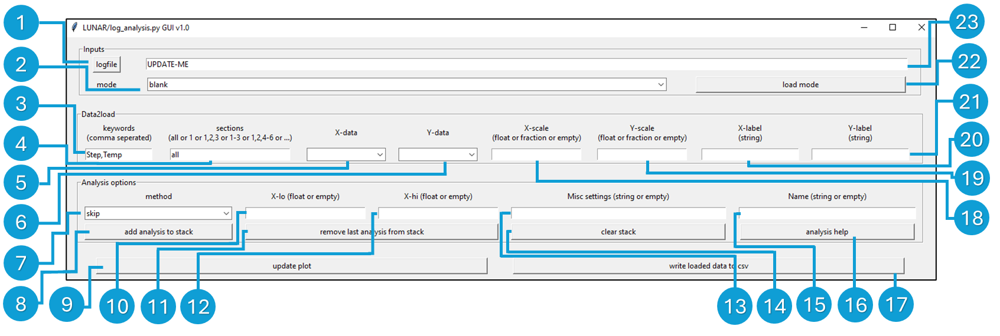 1
LUNAR/log_analysis.py GUI v1.0
23
Inputs
logfile
UPDATE-ME
2
22
mode
blank
load mode
3
21
Data2load
keywords
(comma seperated)
sections
(all or 1 or 1,2,3 or 1-3 or 1,2,4-6 or ...)
X-data
Y-data
X-scale
(float or fraction or empty)
Y-scale
(float or fraction or empty)
X-label
(string)
Y-label
(string)
4
20
Step,Temp
all
5
19
Analysis options
method
X-lo (float or empty)
X-hi (float or empty)
Misc settings (string or empty)
Name (string or empty)
6
18
skip
add analysis to stack
remove last analysis from stack
clear stack
analysis help
7
update plot
write loaded data to csv
8
9
10
11
12
13
14
15
16
17